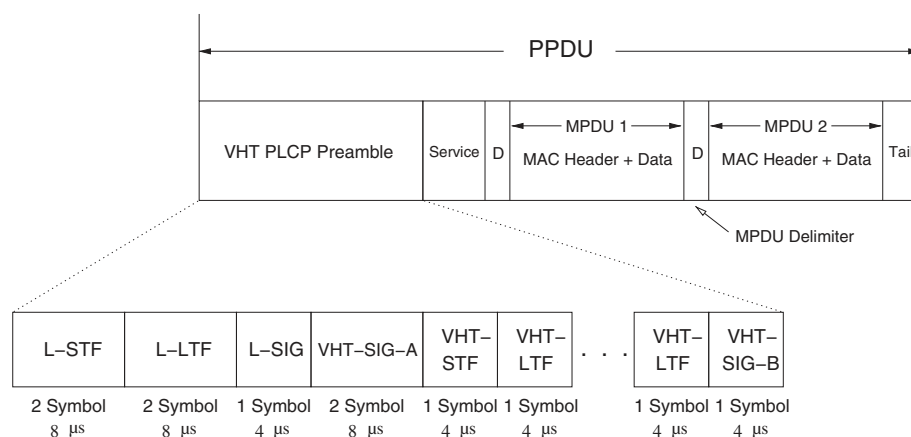 PPDU
VHT PLCP Preamble
Service
D
MPDU 1
MAC Header + Data
D
MPDU 2
MAC Header + Data
Tail
MPDU Delimiter
L–STF
L–LTF
L–SIG
VHT–SIG–A
VHT–
STF
VHT–
LTF
. . .
VHT–
LTF
VHT–
SIG–B
2 Symbol
8 μs
2 Symbol
8 μs
1 Symbol
4 μs
2 Symbol
8 μs
1 Symbol
4 μs
1 Symbol
4 μs
1 Symbol
4 μs
1 Symbol
4 μs